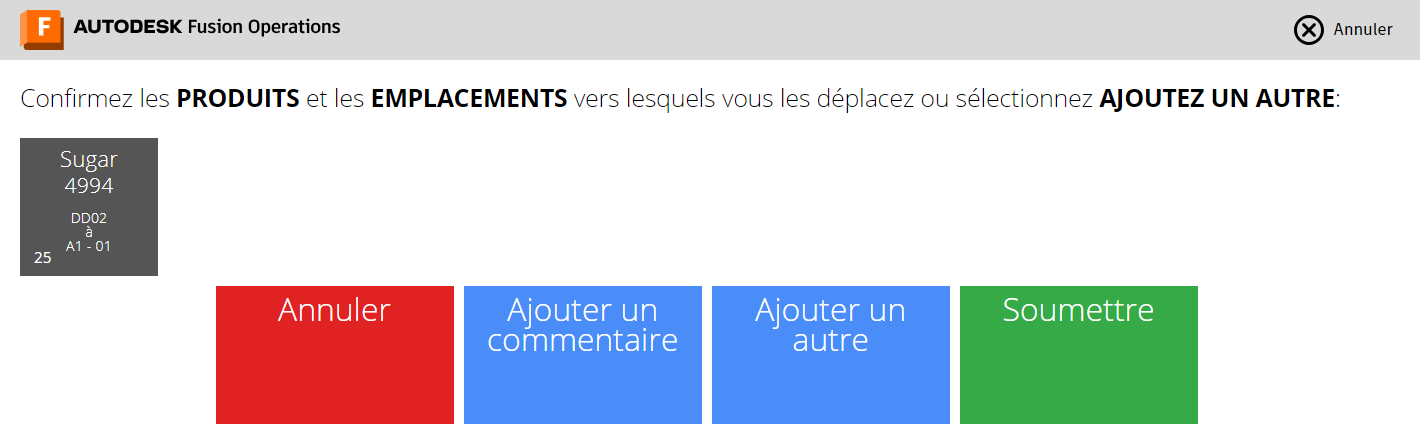 F AUTODESK Fusion Operations
Annuler
Confirmez les PRODUITS et les EMPLACEMENTS vers lesquels vous les déplacez ou sélectionnez AJOUTEZ UN AUTRE:
Sugar
4994
DD02
à
A1 - 01
25
Annuler
Ajouter un
commentaire
Ajouter un
autre
Soumettre